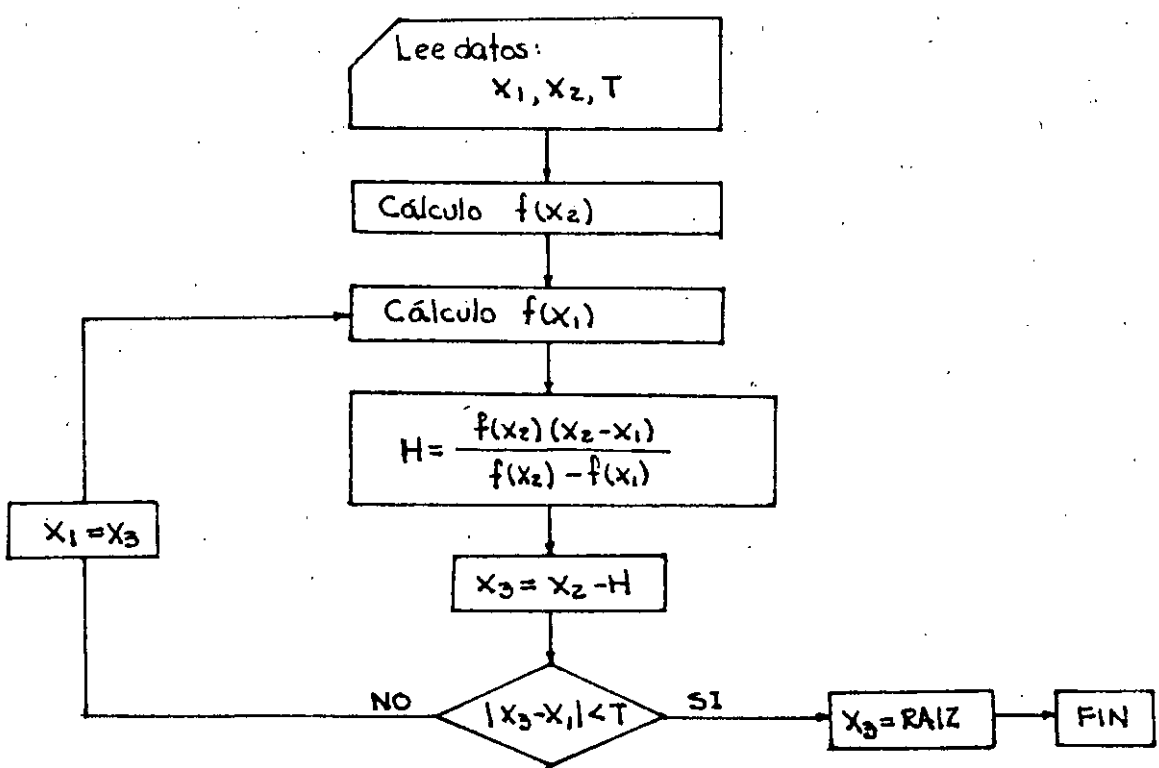 Lee datos:
X₁, X₂, T
Cálculo f(X₂)
Cálculo f(X₁)
H = f(X₂)(X₂-X₁) / f(X₂)-f(X₁)
X₁ = X₃
X₃ = X₂ - H
NO
|X₃-X₁| < T
SI
X₃ = RAIZ
FIN